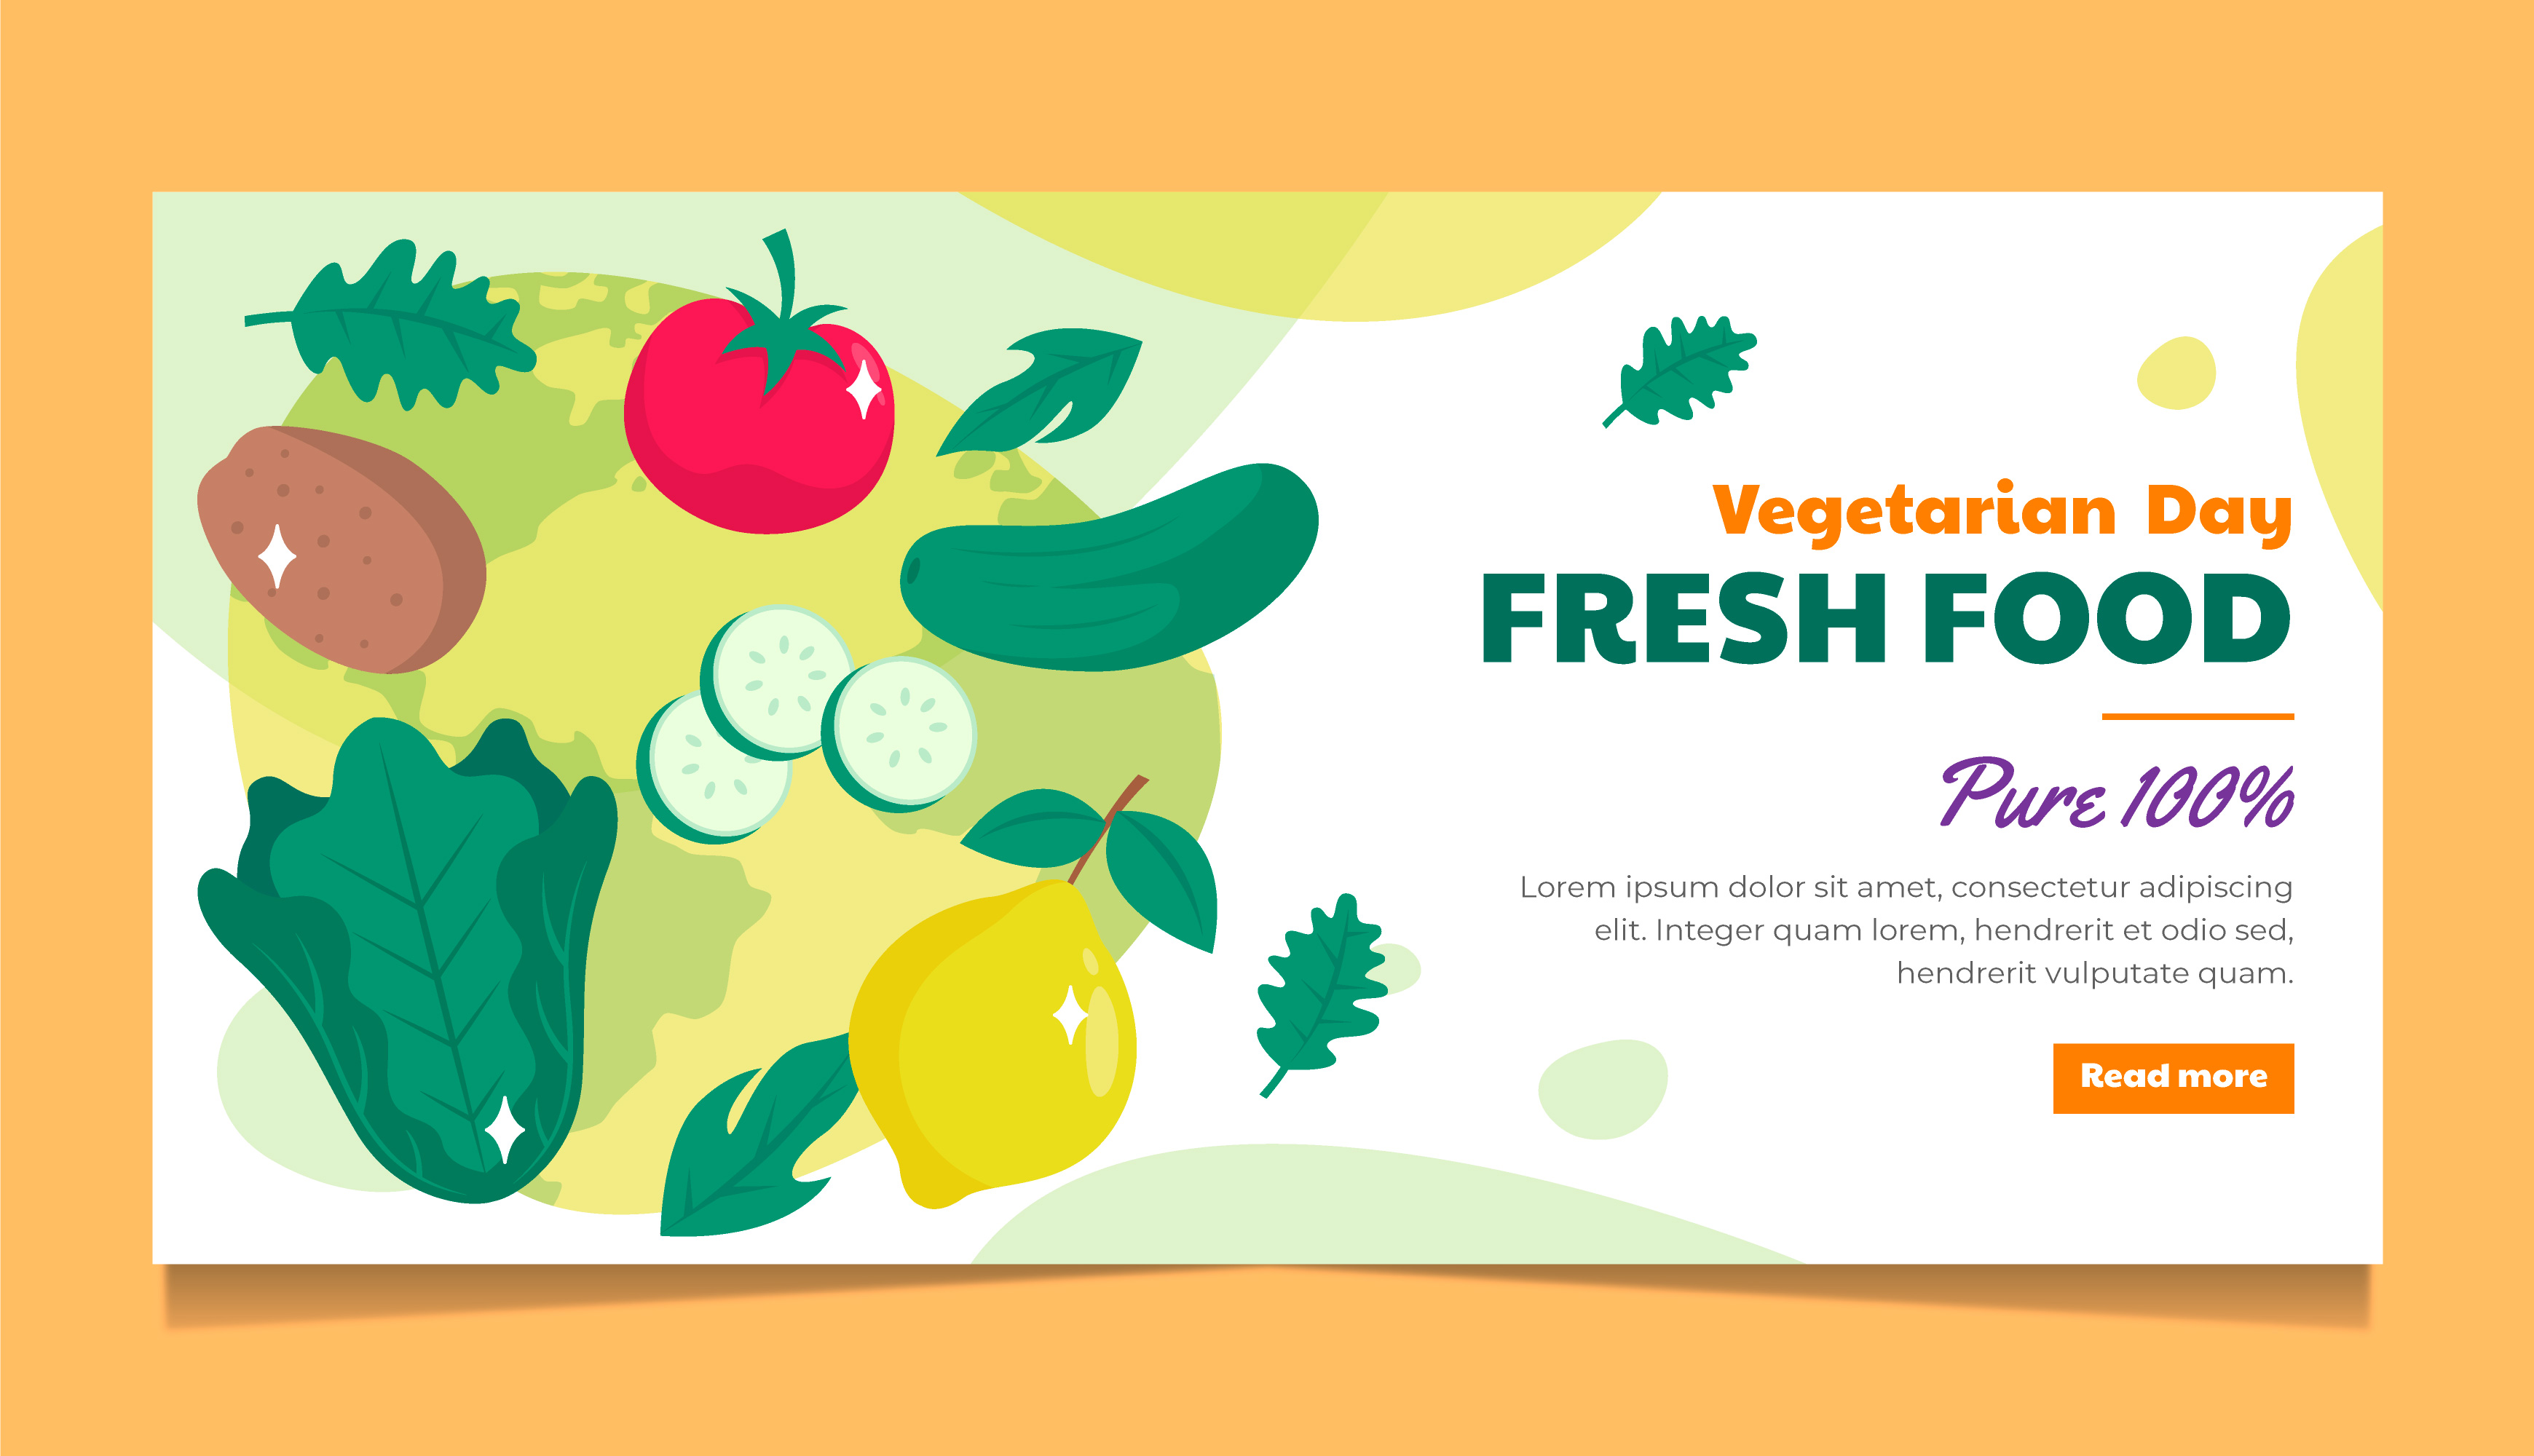 Vegetarian Day
FRESH FOOD
Pure 100%
Lorem ipsum dolor sit amet, consectetur adipiscing
elit. Integer quam lorem, hendrerit et odio sed,
hendrerit vulputate quam.
Read more